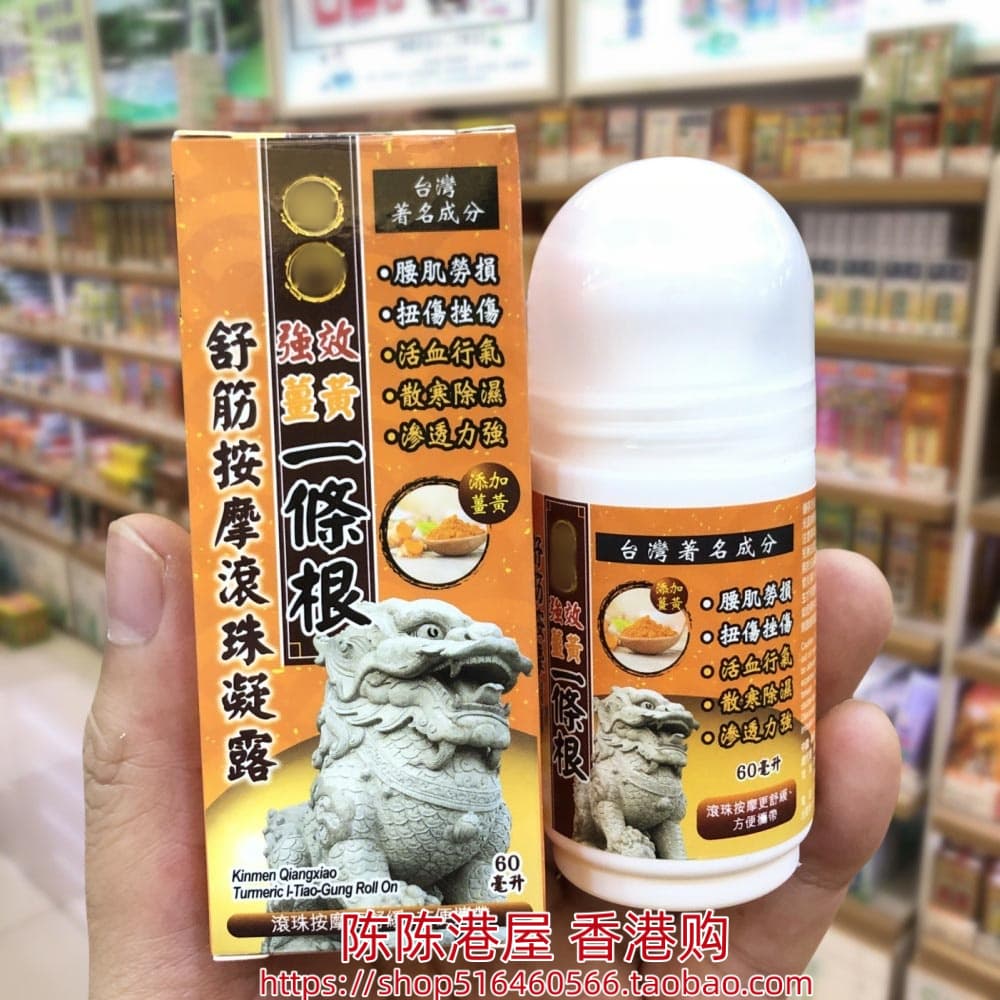 台灣
著名成分
•腰肌勞損
•扭傷挫傷
•活血行氣
•散寒除濕
•滲透力強
添加
薑黃
強效
薑黃
一條根
舒筋按摩滾珠凝露
Kinmen Qiangxiao
Turmeric I-Tiao-Gung Roll On
60
毫升
滾珠按摩
台灣著名成分
添加
薑黃
•腰肌勞損
•扭傷挫傷
•活血行氣
•散寒除濕
•滲透力強
強效
薑黃
一條根
60毫升
滾珠按摩更舒緩、
方便攜帶
陈陈港屋 香港购
https://shop516460566.taobao.com